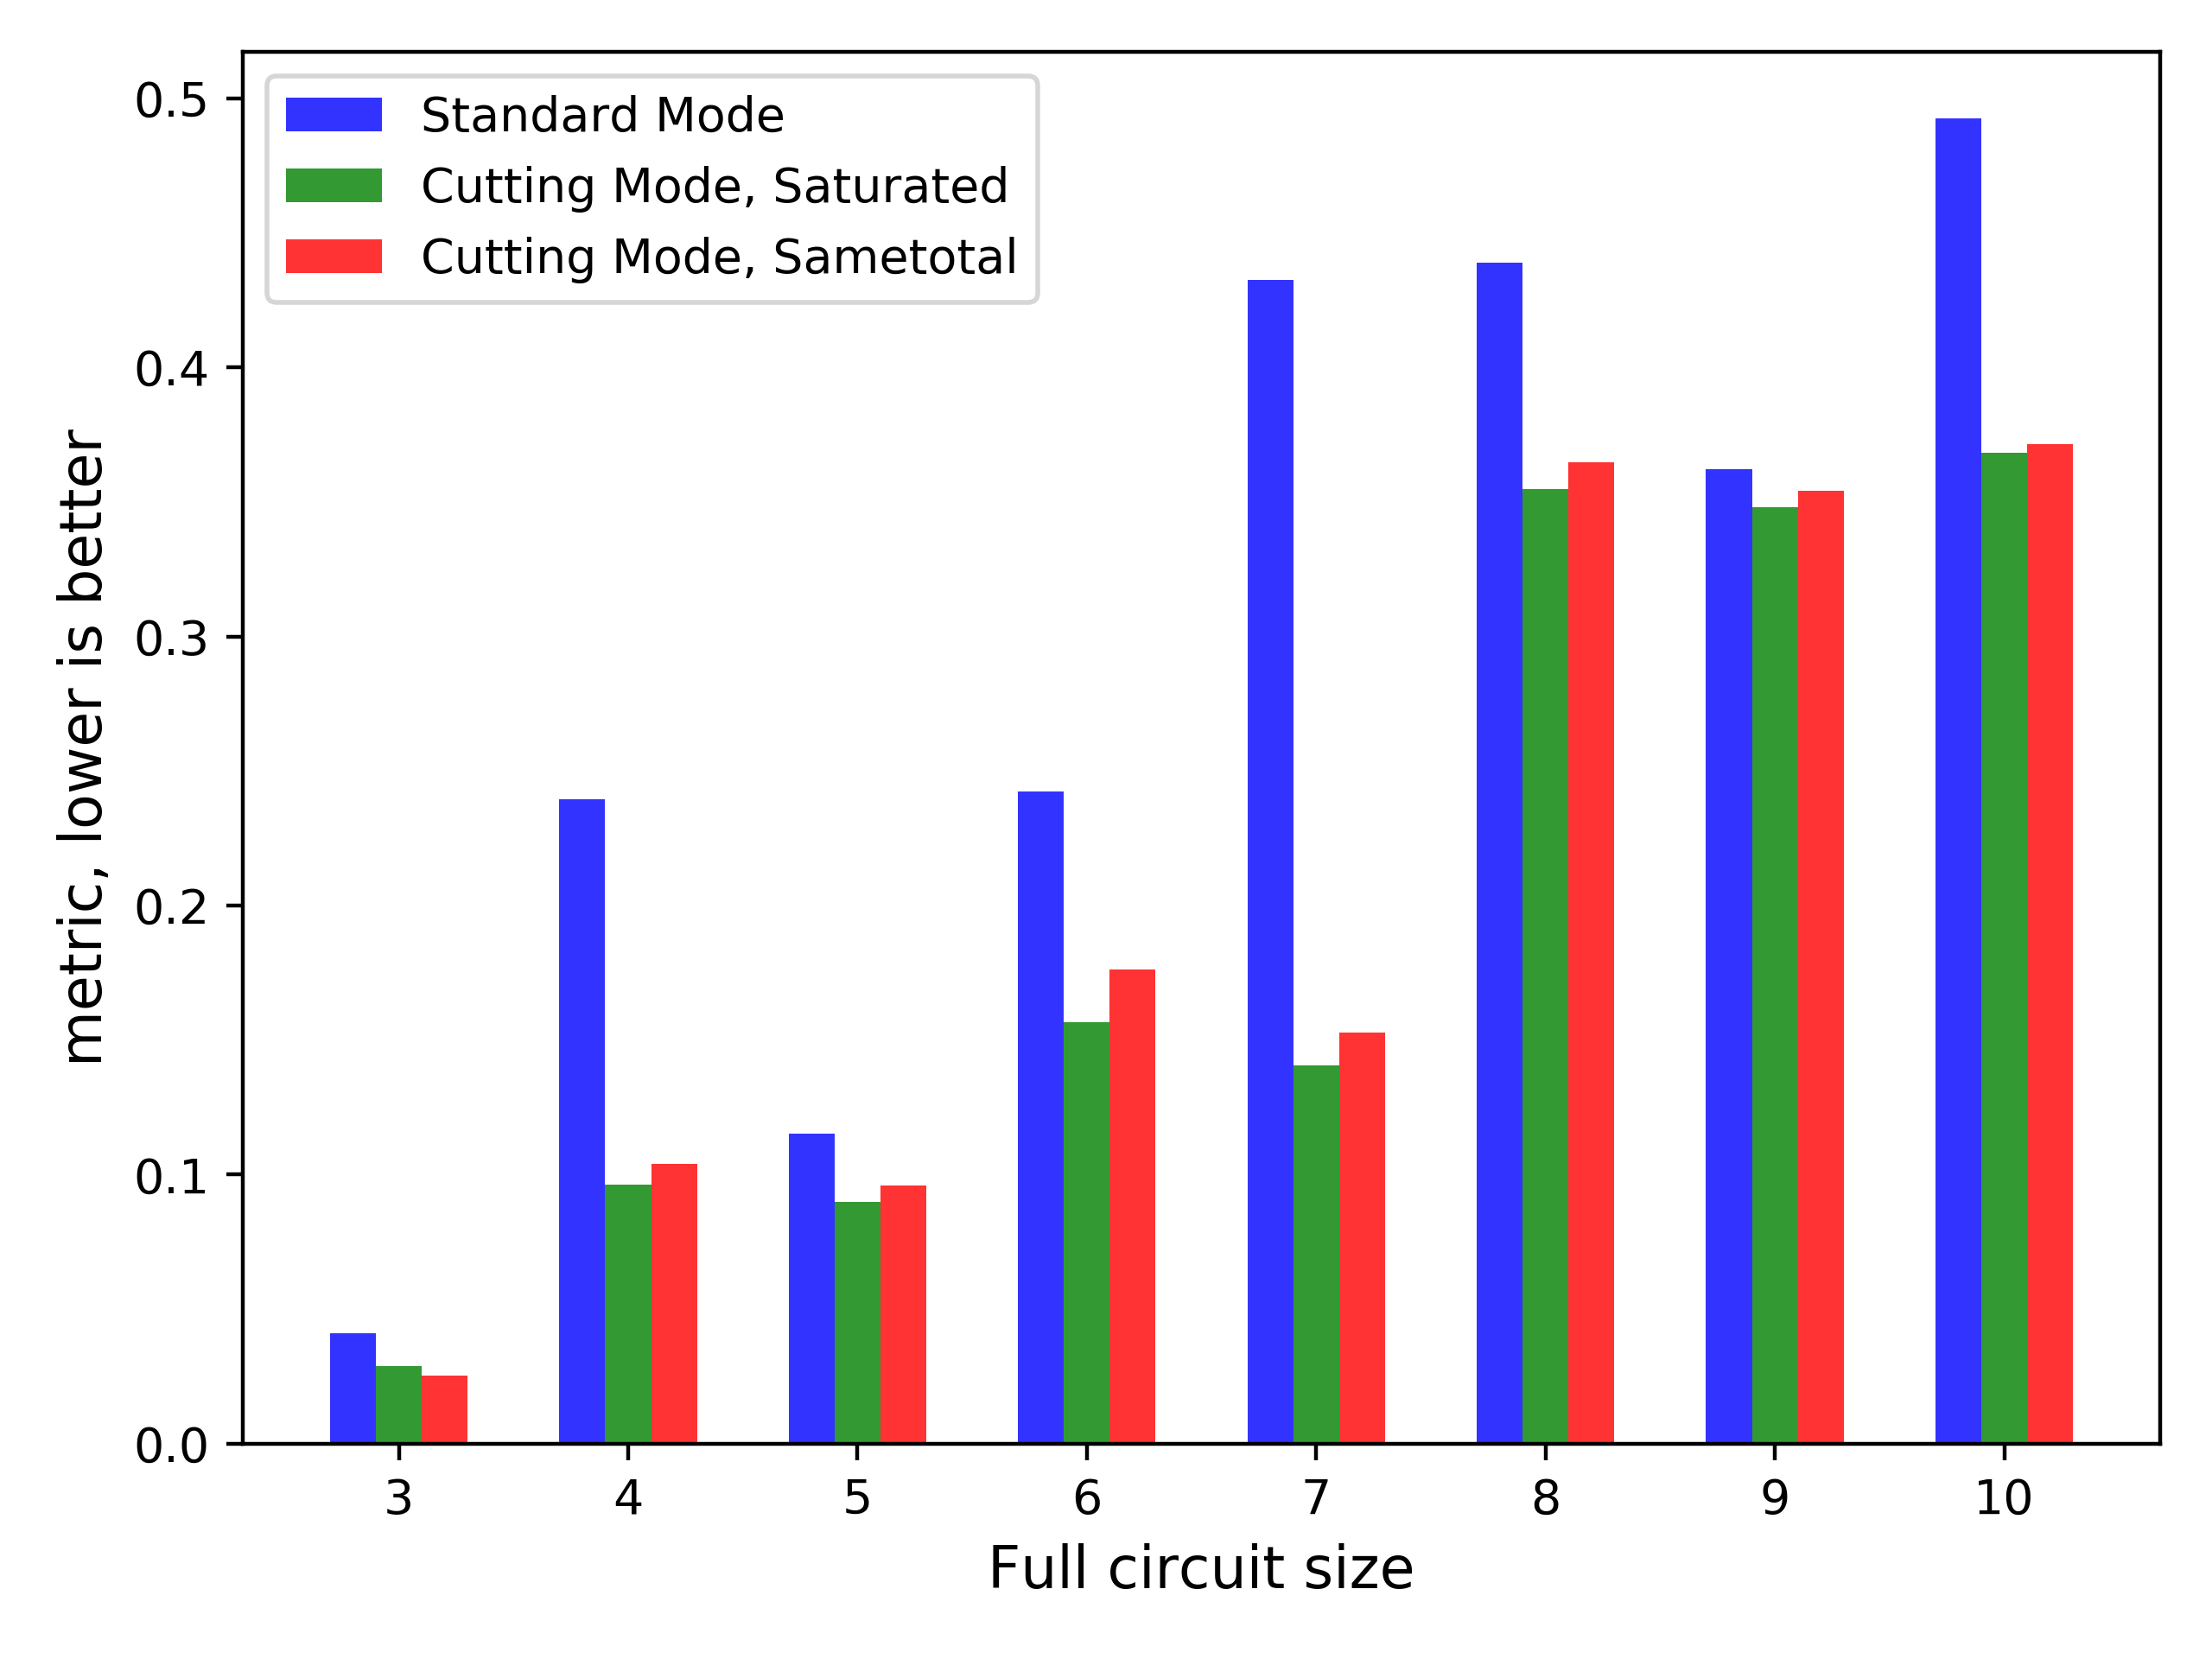 Standard Mode
Cutting Mode, Saturated
Cutting Mode, Sametotal
metric, lower is better
0.5
0.4
0.3
0.2
0.1
0.0
3 4 5 6 7 8 9 10
Full circuit size